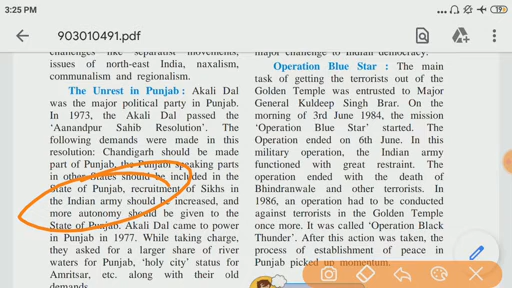 3:25 PM
19
903010491.pdf
challenges like separatist movements,
issues of north-east India, naxalism,
communalism and regionalism.
The Unrest in Punjab : Akali Dal
was the major political party in Punjab.
In 1973, the Akali Dal passed the
'Aanandpur Sahib Resolution'. The
following demands were made in this
resolution: Chandigarh should be made
part of Punjab, the Punjabi speaking parts
in other States should be included in the
State of Punjab, recruitment of Sikhs in
the Indian army should be increased, and
more autonomy should be given to the
State of Punjab. Akali Dal came to power
in Punjab in 1977. While taking charge,
they asked for a larger share of river
waters for Punjab, 'holy city' status for
Amritsar, etc. along with their old
demands.
major challenge to Indian democracy.
Operation Blue Star : The main
task of getting the terrorists out of the
Golden Temple was entrusted to Major
General Kuldeep Singh Brar. On the
morning of 3rd June 1984, the mission
'Operation Blue Star' started. The
Operation ended on 6th June. In this
military operation, the Indian army
functioned with great restraint. The
operation ended with the death of
Bhindranwale and other terrorists. In
1986, an operation had to be conducted
against terrorists in the Golden Temple
once more. It was called 'Operation Black
Thunder'. After this action was taken, the
process of establishment of peace in
Punjab picked up momentum.